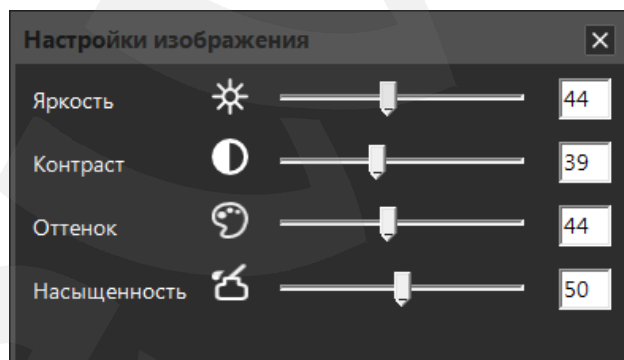 Настройки изображения
Яркость 44
Контраст 39
Оттенок 44
Насыщенность 50